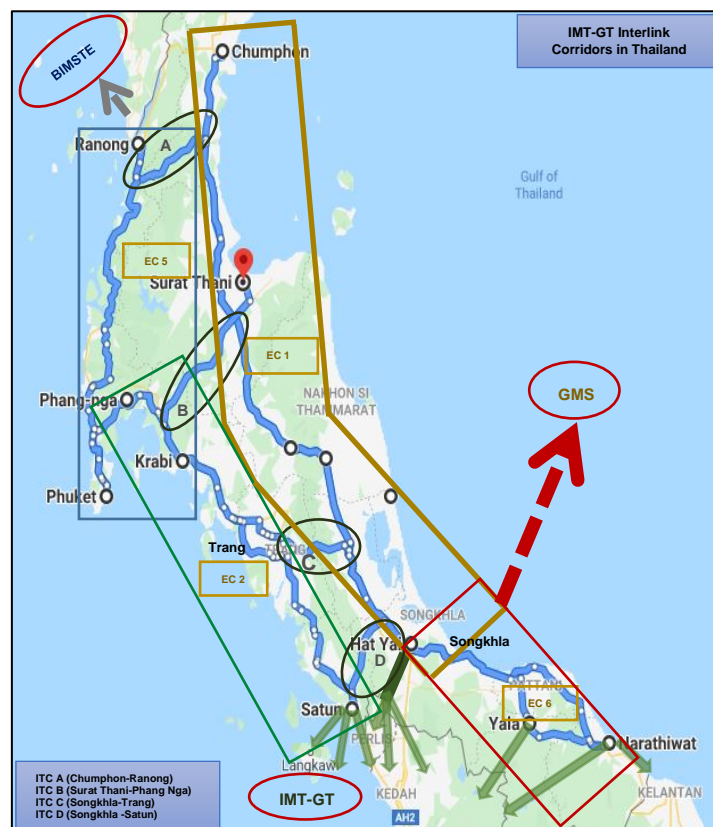 IMT-GT Interlink
Corridors in Thailand
Chumphon
BIMSTE
Ranong
A
Gulf of
Thailand
EC 5
Surat Thani
EC 1
Phang-nga
B
NAKHON SI
THAMMARAT
GMS
Krabi
Phuket
Trang
TRANG
C
EC 2
SONGKHLA
Songkhla
Hat Yai
D
PATTANI
EC 6
Satun
Yala
PERLIS
Narathiwat
Langkawi
KEDAH
KELANTAN
IMT-GT
AH2
ITC A (Chumphon-Ranong)
ITC B (Surat Thani-Phang Nga)
ITC C (Songkhla-Trang)
ITC D (Songkhla -Satun)